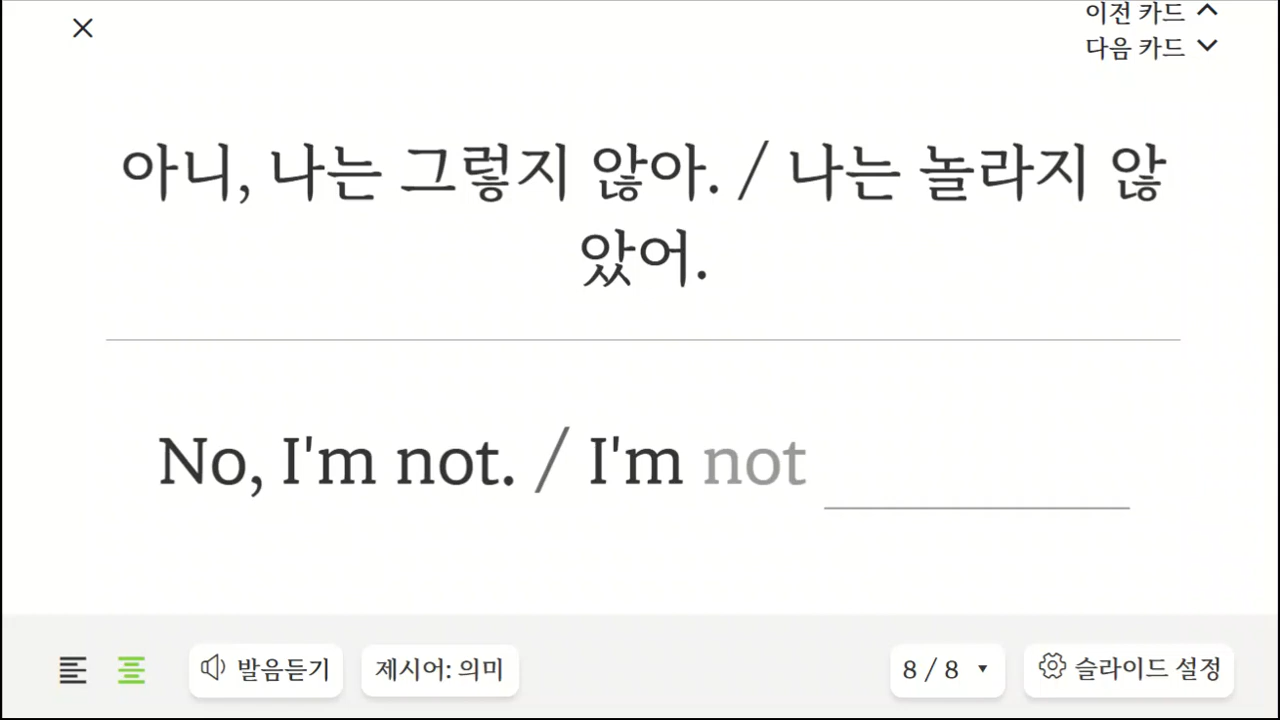 이전 카드
다음 카드
아니, 나는 그렇지 않아. / 나는 놀라지 않
았어.
No, I'm not. / I'm not
발음듣기
제시어: 의미
8 / 8
슬라이드 설정